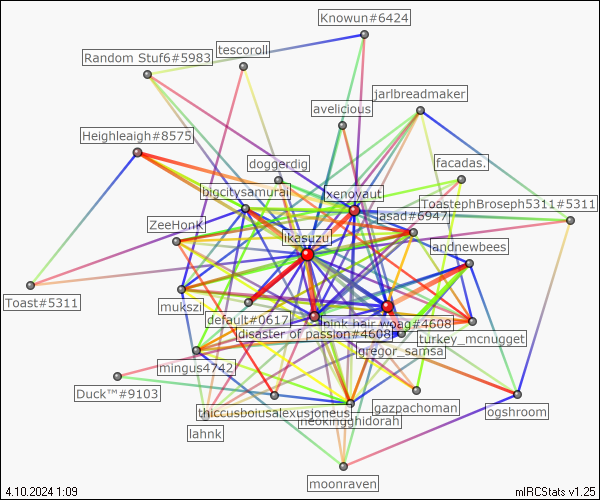 Knowun#6424
tescoroll
Random Stuf6#5983
jarlbreadmaker
avelicious
Heighleaigh#8575
doggerdig
facadas.
bigcitysamurai
xenovaut
ToastephBroseph5311#5311
asad#6947
ZeeHonk
Ikasuzu
andnewbees
Toast#5311
mukszi
default#0617
pink hair woag#4608
disaster of passion#4608
turkey_mcnugget
gregor_samsa
mingus4742
Duck™#9103
thiccusboiusalexusjoneus
gazpachoman
ogshroom
neokingghidorah
lahnk
moonraven
4.10.2024 1:09
mIRCStats v1.25